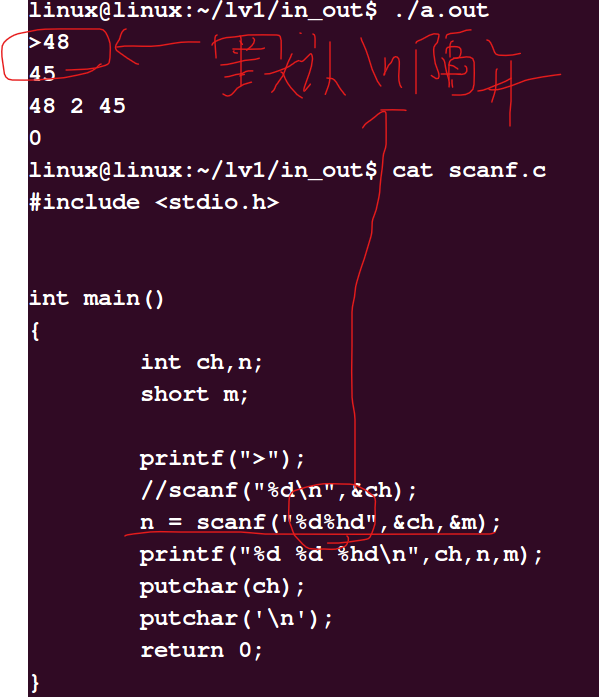 linux@linux:~/lv1/in_out$ ./a.out
>48
默认\n隔开
45
48 2 45
0
linux@linux:~/lv1/in_out$ cat scanf.c
#include <stdio.h>
int main()
{
int ch,n;
short m;
printf(">");
//scanf("%d\n",&ch);
n = scanf("%d%hd",&ch,&m);
printf("%d %d %hd\n",ch,n,m);
putchar(ch);
putchar('\n');
return 0;
}